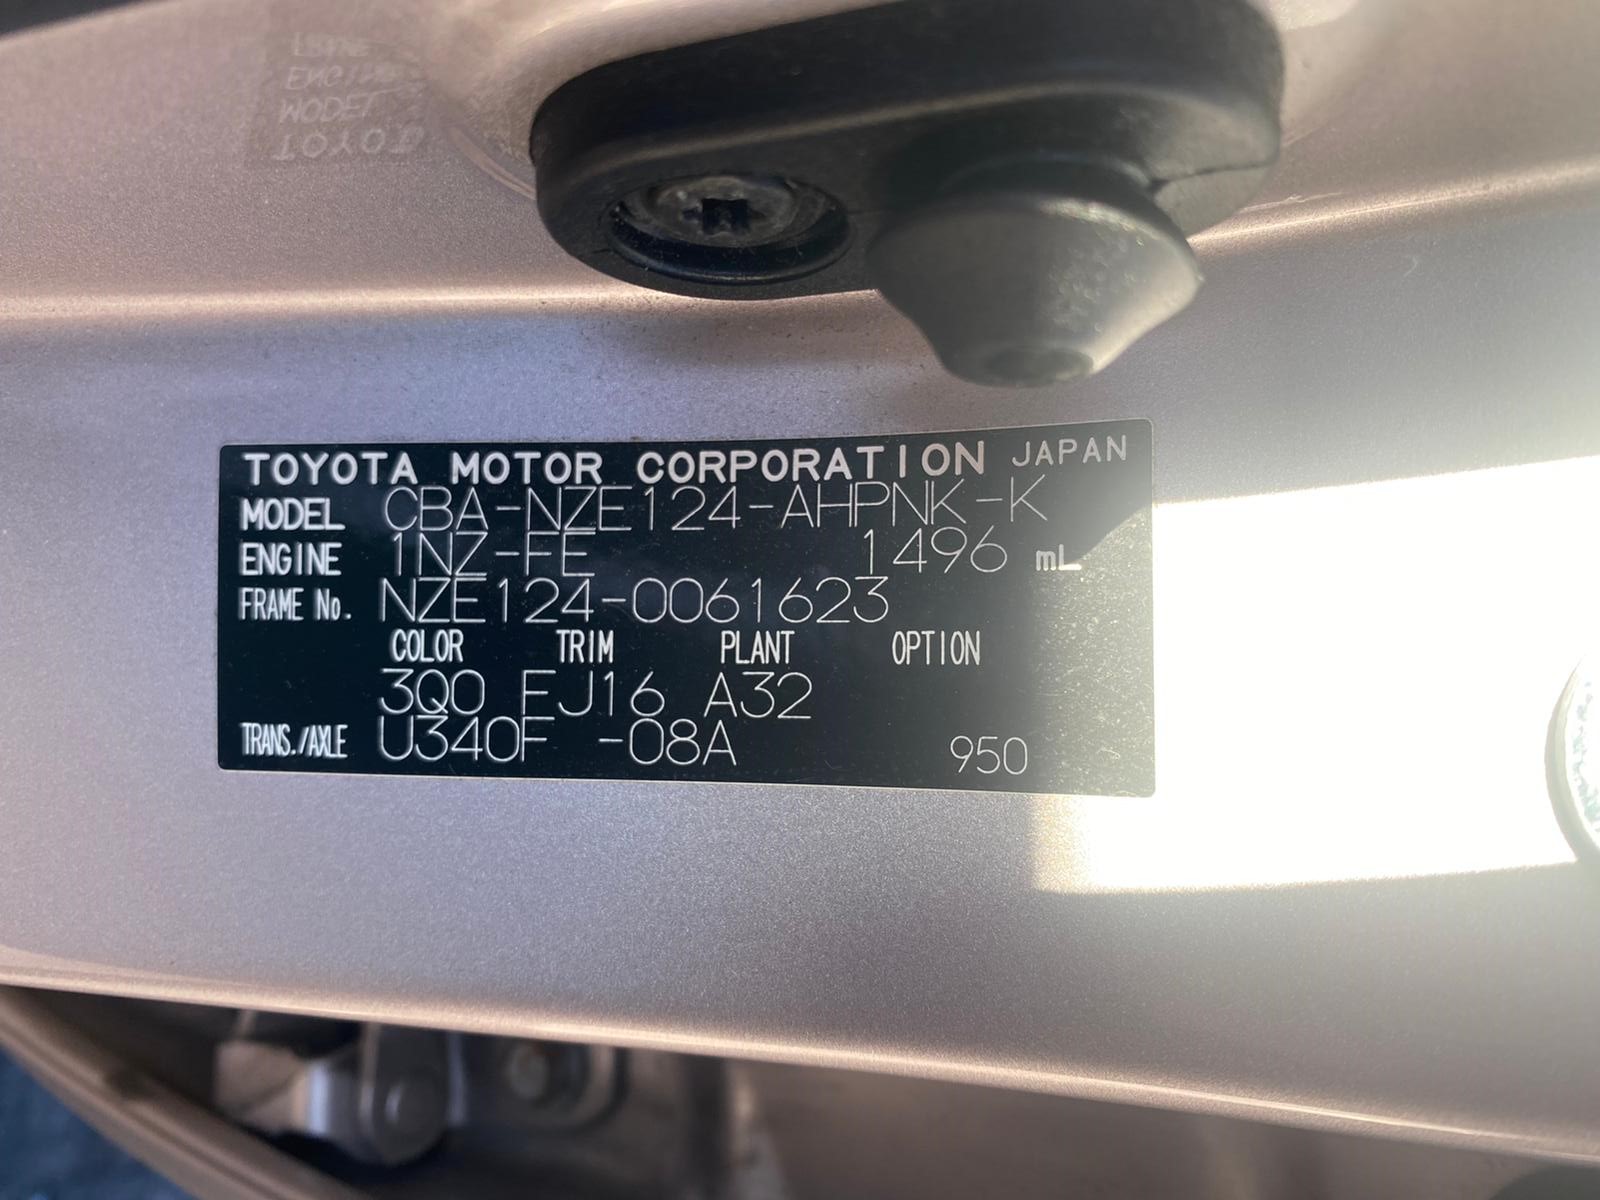 TOYOTA MOTOR CORPORATION JAPAN
MODEL CBA-NZE124-AHPNK-K
ENGINE 1NZ-FE 1496 mL
FRAME No. NZE124-0061623
COLOR TRIM PLANT OPTION
3Q0 FJ16 A32
TRANS./AXLE U340F -08A 950